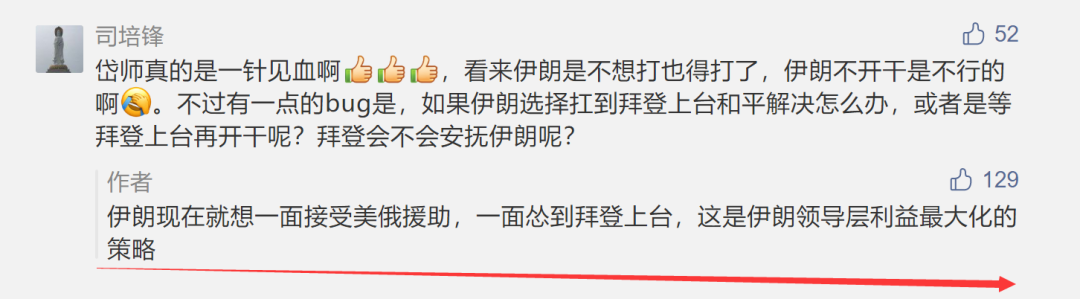 司培锋
52
岱师真的是一针见血啊👍👍👍，看来伊朗是不想打也得打了，伊朗不开干是不行的
啊🤣。不过有一点的bug是，如果伊朗选择扛到拜登上台和平解决怎么办，或者是等
拜登上台再开干呢？拜登会不会安抚伊朗呢？
作者
129
伊朗现在就想一面接受美俄援助，一面怂到拜登上台，这是伊朗领导层利益最大化的
策略